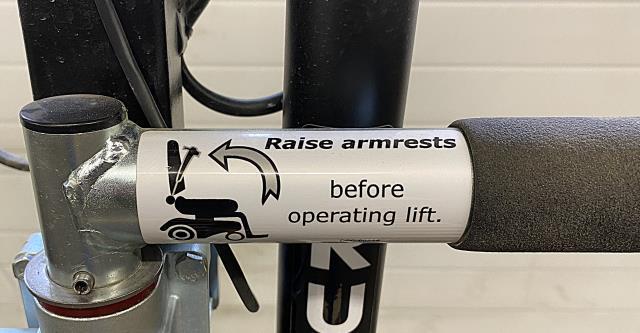 Raise armrests
before
operating lift.